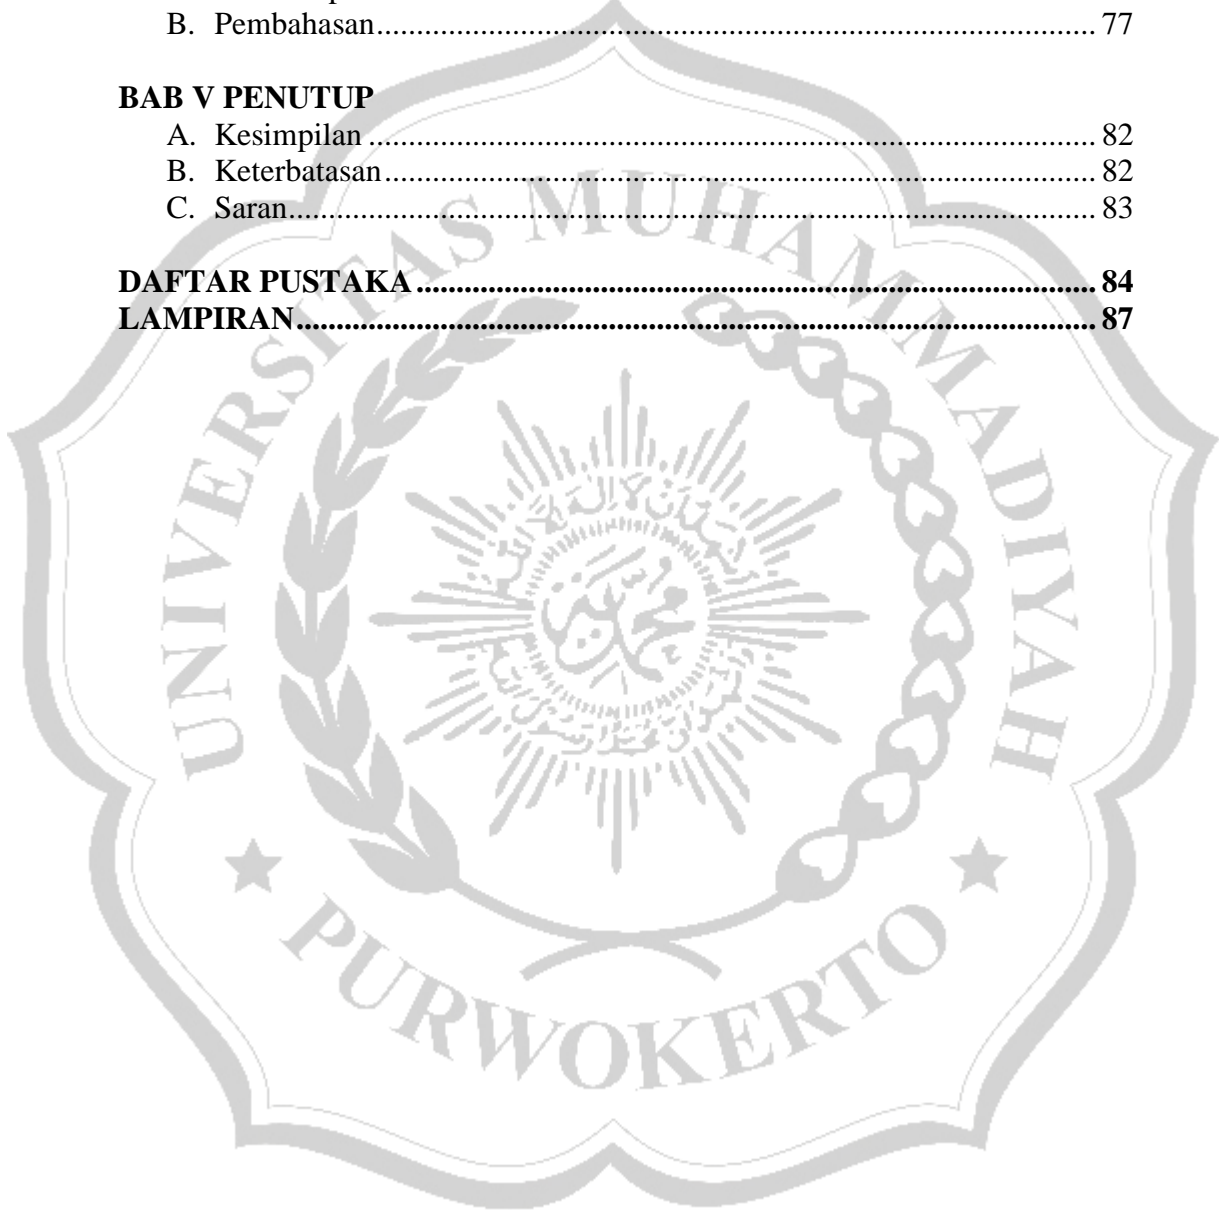 B. Pembahasan.......................................................................................... 77
BAB V PENUTUP
A. Kesimpilan ........................................................................................... 82
B. Keterbatasan......................................................................................... 82
C. Saran..................................................................................................... 83
DAFTAR PUSTAKA ..................................................................................... 84
LAMPIRAN.................................................................................................... 87
UNIVERSITAS MUHAMMADIYAH
PURWOKERTO